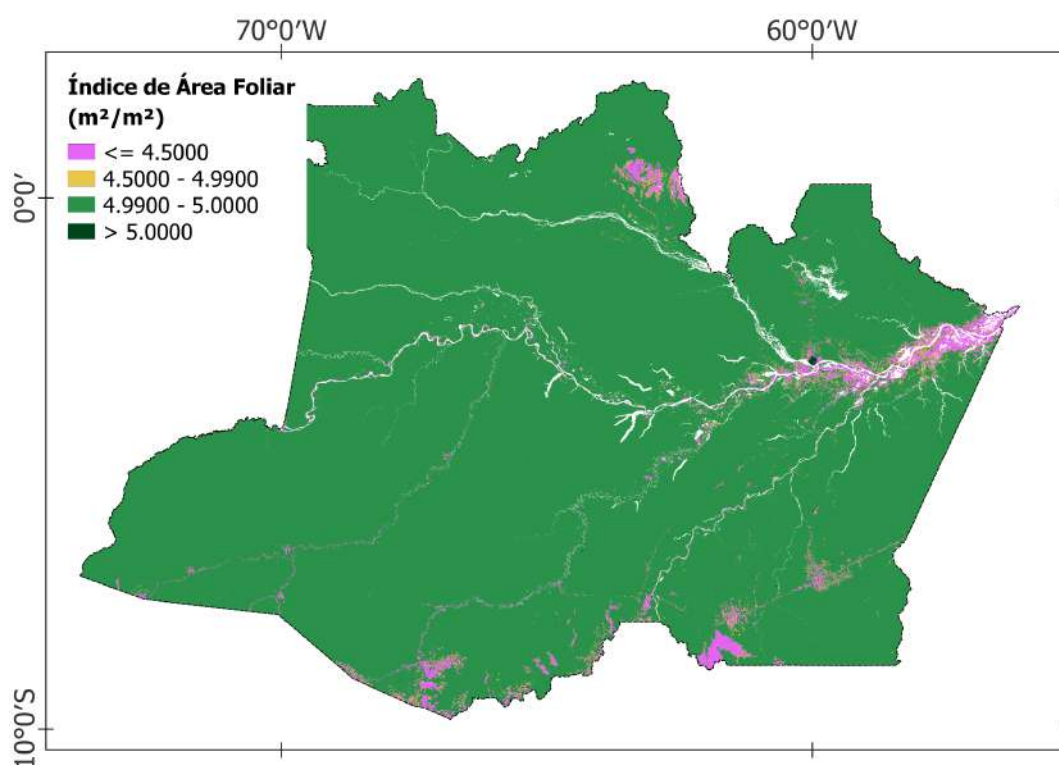 70°0'W 60°0'W
Índice de Área Foliar
(m²/m²)
<= 4.5000
4.5000 - 4.9900
4.9900 - 5.0000
> 5.0000
0°0'
10°0'S